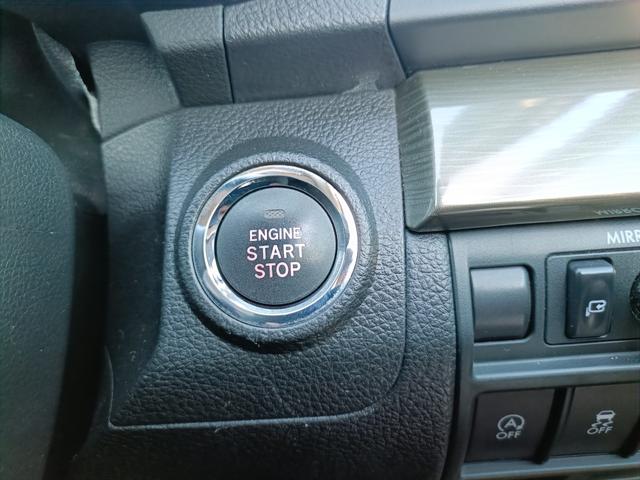 ENGINE
START
STOP
MIRR
A
OFF
OFF